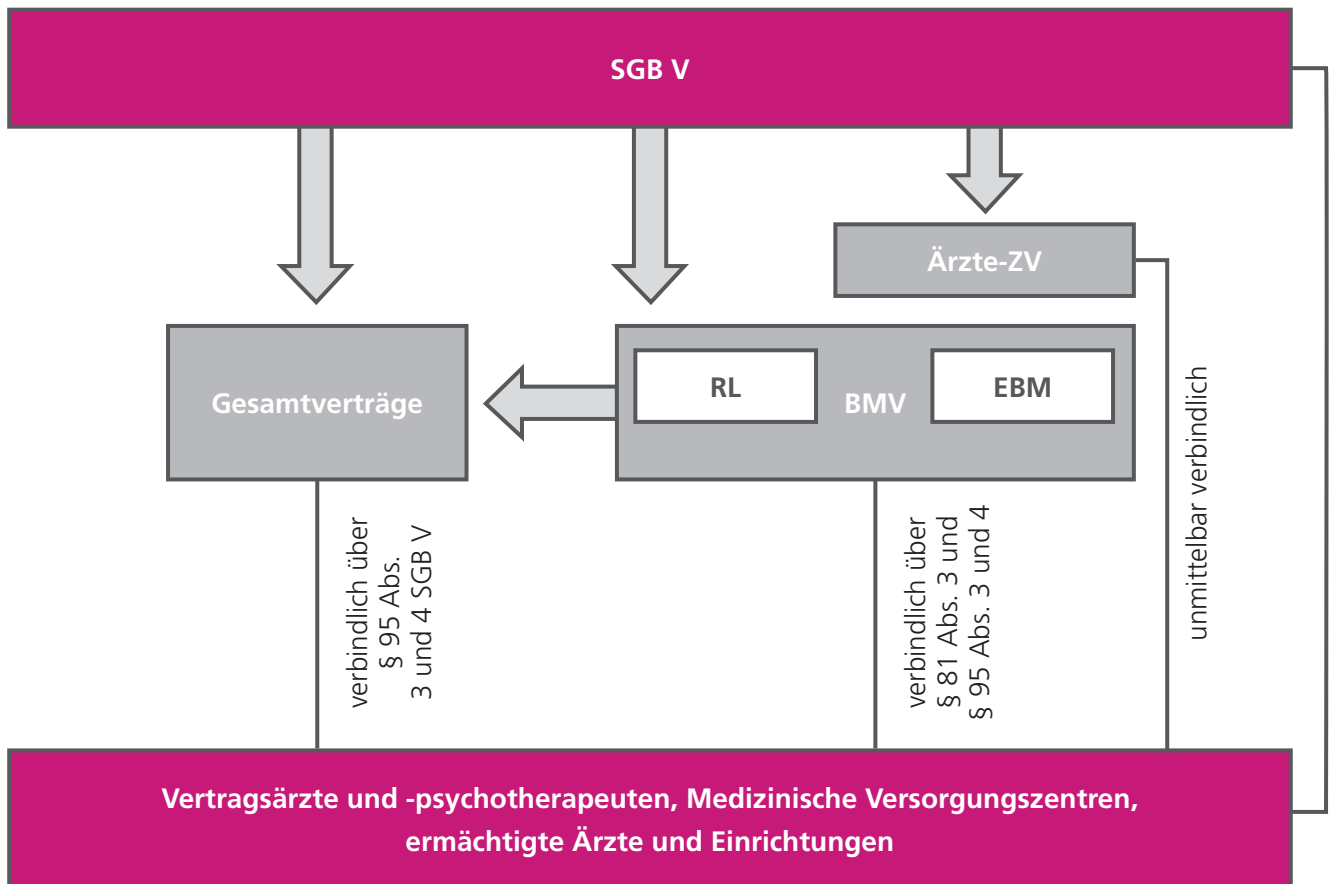 SGB V
Ärzte-ZV
Gesamtverträge
RL
BMV
EBM
verbindlich über
§ 95 Abs.
3 und 4 SGB V
verbindlich über
§ 81 Abs. 3 und
§ 95 Abs. 3 und 4
unmittelbar verbindlich
Vertragsärzte und -psychotherapeuten, Medizinische Versorgungszentren,
ermächtigte Ärzte und Einrichtungen